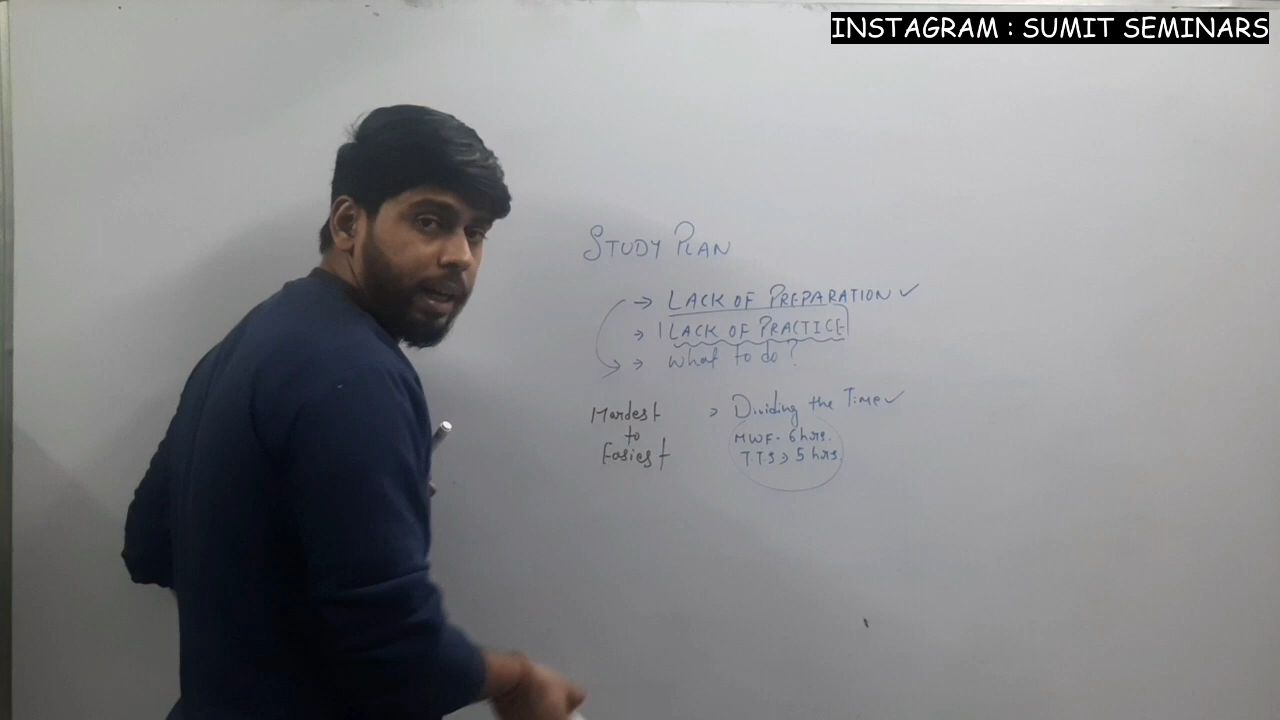 INSTAGRAM : SUMIT SEMINARS
STUDY PLAN
→ LACK OF PREPARATION ✓
→ LACK OF PRACTICE
→ What to do?
Hardest
to
Easiest
→ Dividing the Time ✓
MWF - 6 hrs.
T.T.S → 5 hrs.